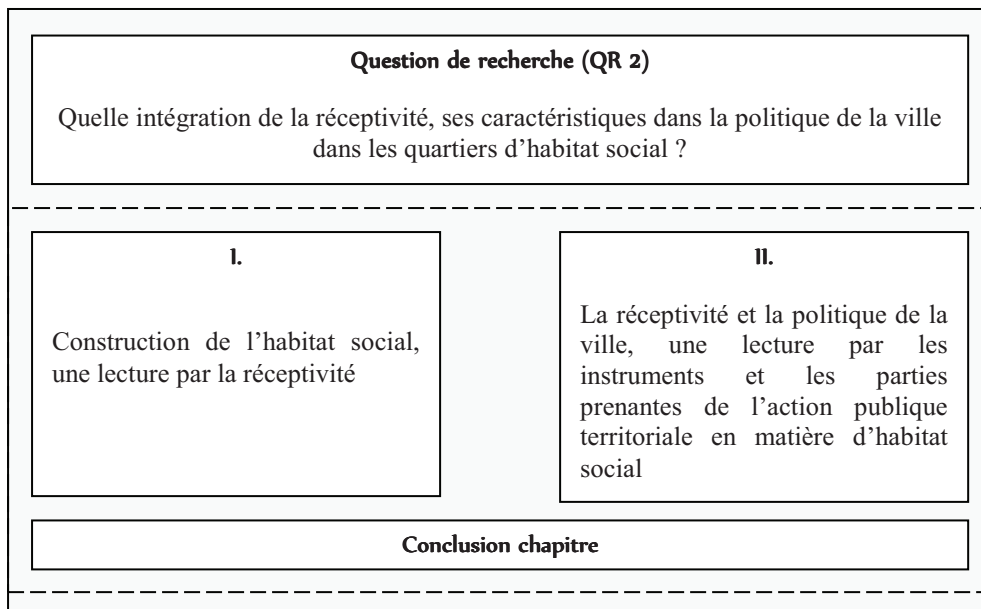 Question de recherche (QR 2)
Quelle intégration de la réceptivité, ses caractéristiques dans la politique de la ville
dans les quartiers d’habitat social ?
I.
Construction de l’habitat social,
une lecture par la réceptivité
II.
La réceptivité et la politique de la
ville, une lecture par les
instruments et les parties
prenantes de l’action publique
territoriale en matière d’habitat
social
Conclusion chapitre